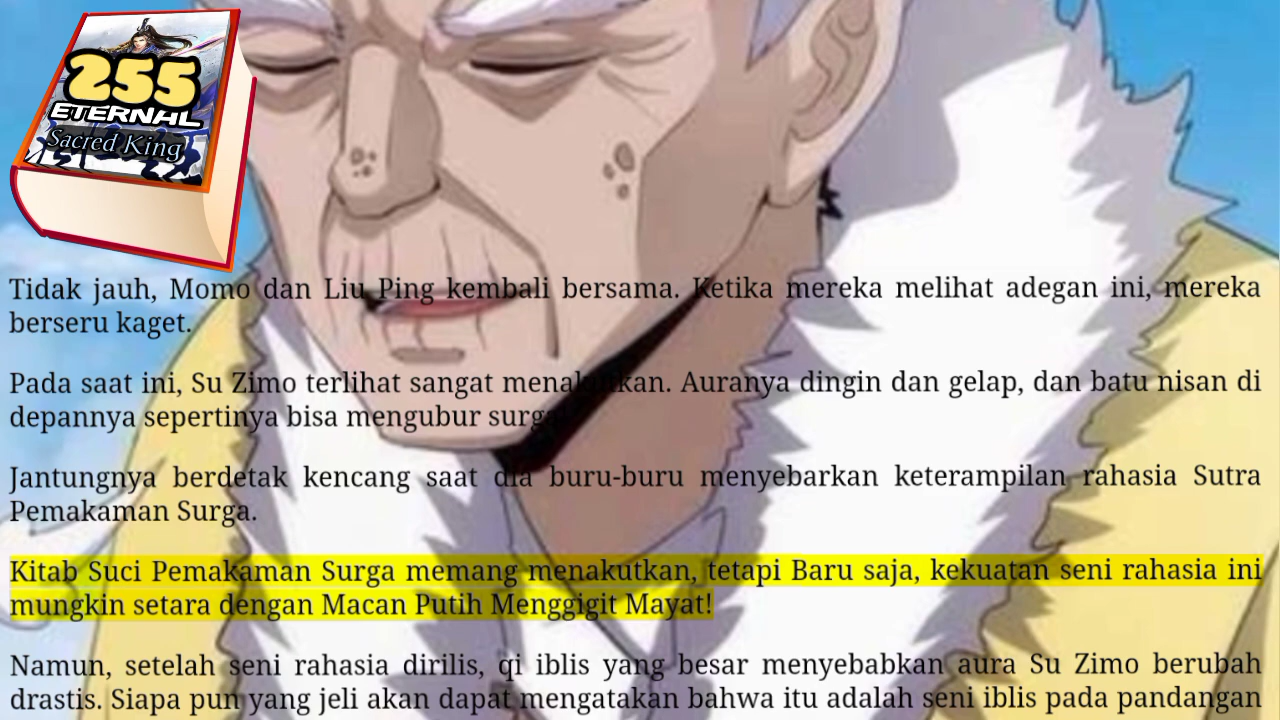 255
ETERNAL
Sacred King
Tidak jauh, Momo dan Liu Ping kembali bersama. Ketika mereka melihat adegan ini, mereka
berseru kaget.
Pada saat ini, Su Zimo terlihat sangat menakutkan. Auranya dingin dan gelap, dan batu nisan di
depannya sepertinya bisa mengubur surga!
Jantungnya berdetak kencang saat dia buru-buru menyebarkan keterampilan rahasia Sutra
Pemakaman Surga.
Kitab Suci Pemakaman Surga memang menakutkan, tetapi Baru saja, kekuatan seni rahasia ini
mungkin setara dengan Macan Putih Menggigit Mayat!
Namun, setelah seni rahasia dirilis, qi iblis yang besar menyebabkan aura Su Zimo berubah
drastis. Siapa pun yang jeli akan dapat mengatakan bahwa itu adalah seni iblis pada pandangan